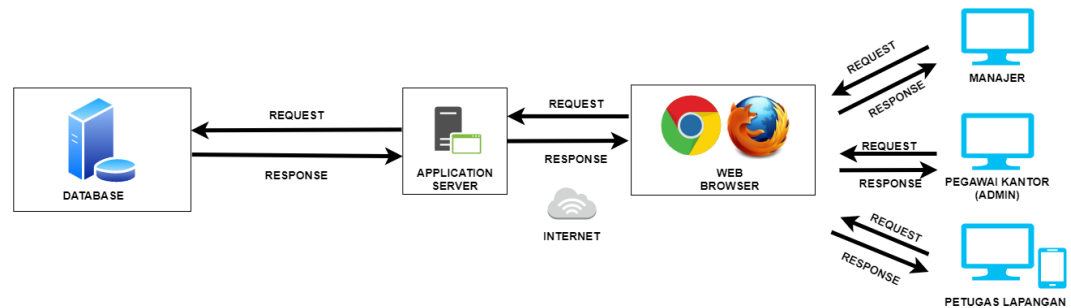 REQUEST
RESPONSE
DATABASE
APPLICATION
SERVER
REQUEST
RESPONSE
INTERNET
WEB
BROWSER
REQUEST
RESPONSE
MANAJER
REQUEST
RESPONSE
PEGAWAI KANTOR
(ADMIN)
REQUEST
RESPONSE
PETUGAS LAPANGAN